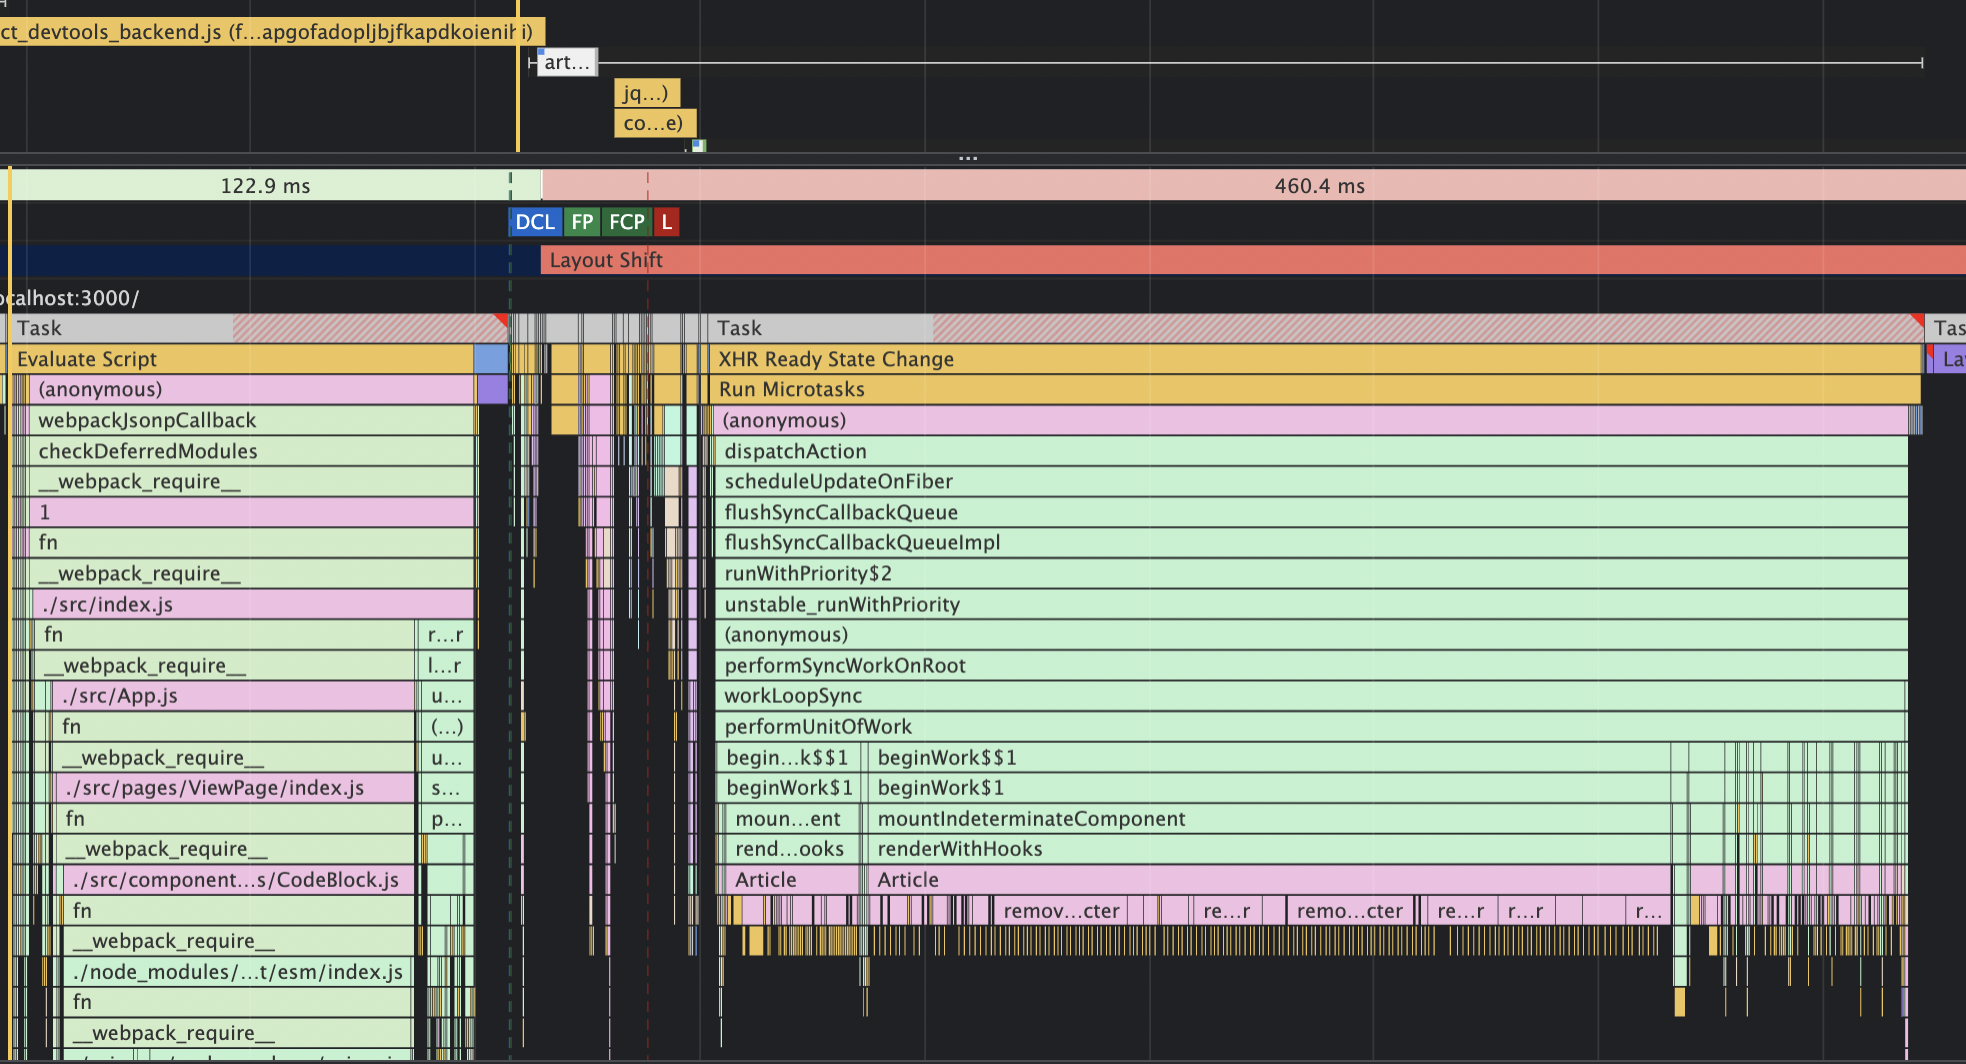 ct_devtools_backend.js (f…apgofadopljbjfkapdkoienihi)
art…
jq…)
co…e)
122.9 ms
460.4 ms
DCL FP FCP L
Layout Shift
ocalhost:3000/
Task
Task
Tas
Evaluate Script
XHR Ready State Change
La
(anonymous)
Run Microtasks
webpackJsonpCallback
(anonymous)
checkDeferredModules
dispatchAction
__webpack_require__
scheduleUpdateOnFiber
1
flushSyncCallbackQueue
fn
flushSyncCallbackQueueImpl
__webpack_require__
runWithPriority$2
./src/index.js
unstable_runWithPriority
fn
r…r
(anonymous)
__webpack_require__
l…r
performSyncWorkOnRoot
./src/App.js
u…
workLoopSync
fn
(…)
performUnitOfWork
__webpack_require__
u…
begin…k$$1
beginWork$$1
./src/pages/ViewPage/index.js
s…
beginWork$1
beginWork$1
fn
p…
moun…ent
mountIndeterminateComponent
__webpack_require__
rend…ooks
renderWithHooks
./src/component…s/CodeBlock.js
Article
Article
fn
remov…cter
re…r
remo…cter
re…r
r…r
r…
__webpack_require__
./node_modules/…t/esm/index.js
fn
__webpack_require__